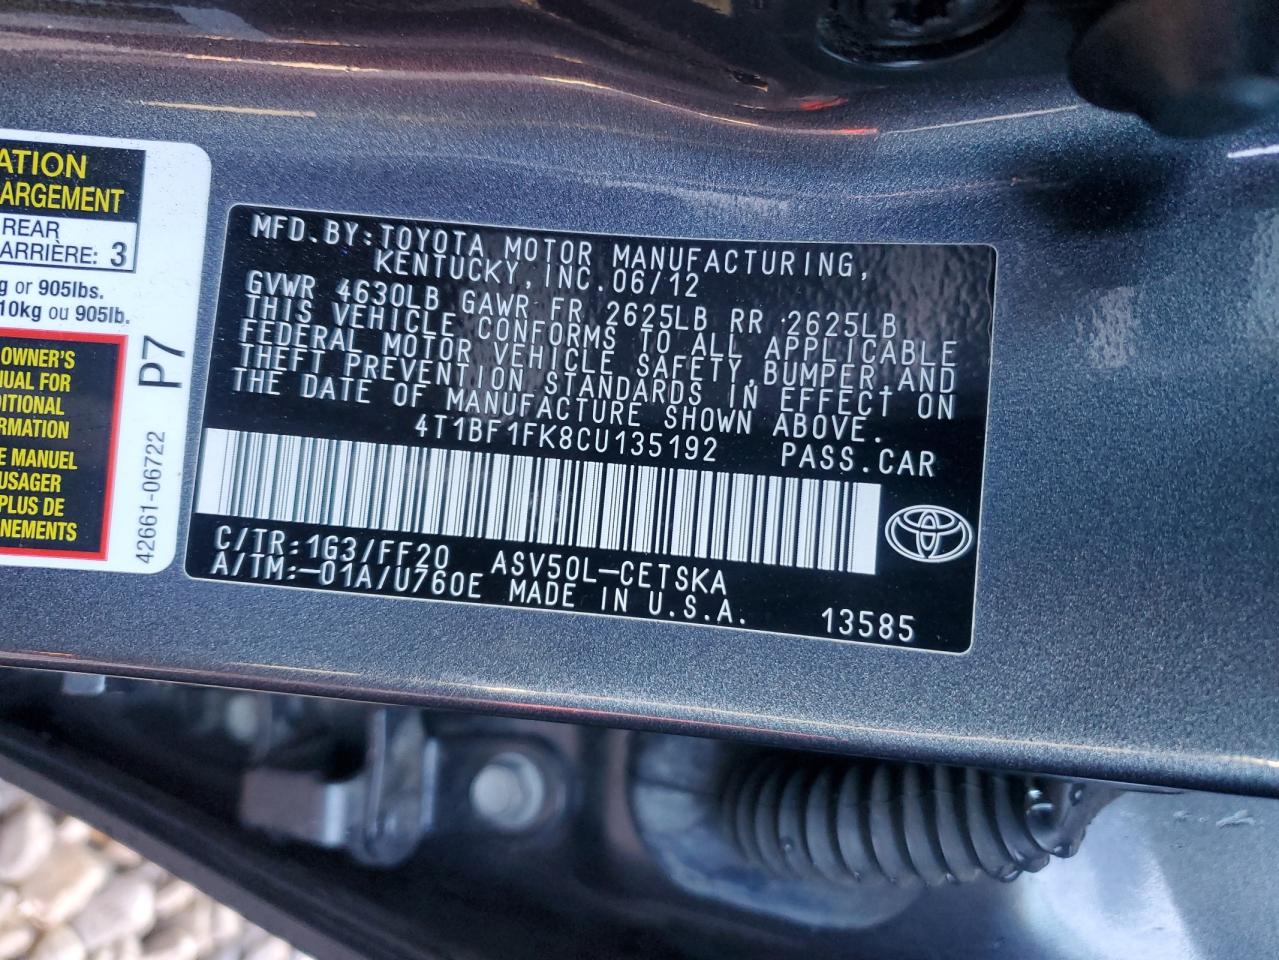 ATION
ARGEMENT
REAR
ARRIÈRE: 3
g or 905lbs.
10kg ou 905lb.
OWNER'S
UAL FOR
DITIONAL
RMATION
E MANUEL
USAGER
PLUS DE
NEMENTS
P7
42661-06722
MFD.BY:TOYOTA MOTOR MANUFACTURING,
KENTUCKY, INC.06/12
GVWR 4630LB GAWR FR 2625LB RR 2625LB
THIS VEHICLE CONFORMS TO ALL APPLICABLE
FEDERAL MOTOR VEHICLE SAFETY,BUMPER,AND
THEFT PREVENTION STANDARDS IN EFFECT ON
THE DATE OF MANUFACTURE SHOWN ABOVE.
4T1BF1FK8CU135192 PASS.CAR
C/TR:1G3/FF20 ASV50L-CETSKA
A/TM:-01A/U760E MADE IN U.S.A. 13585